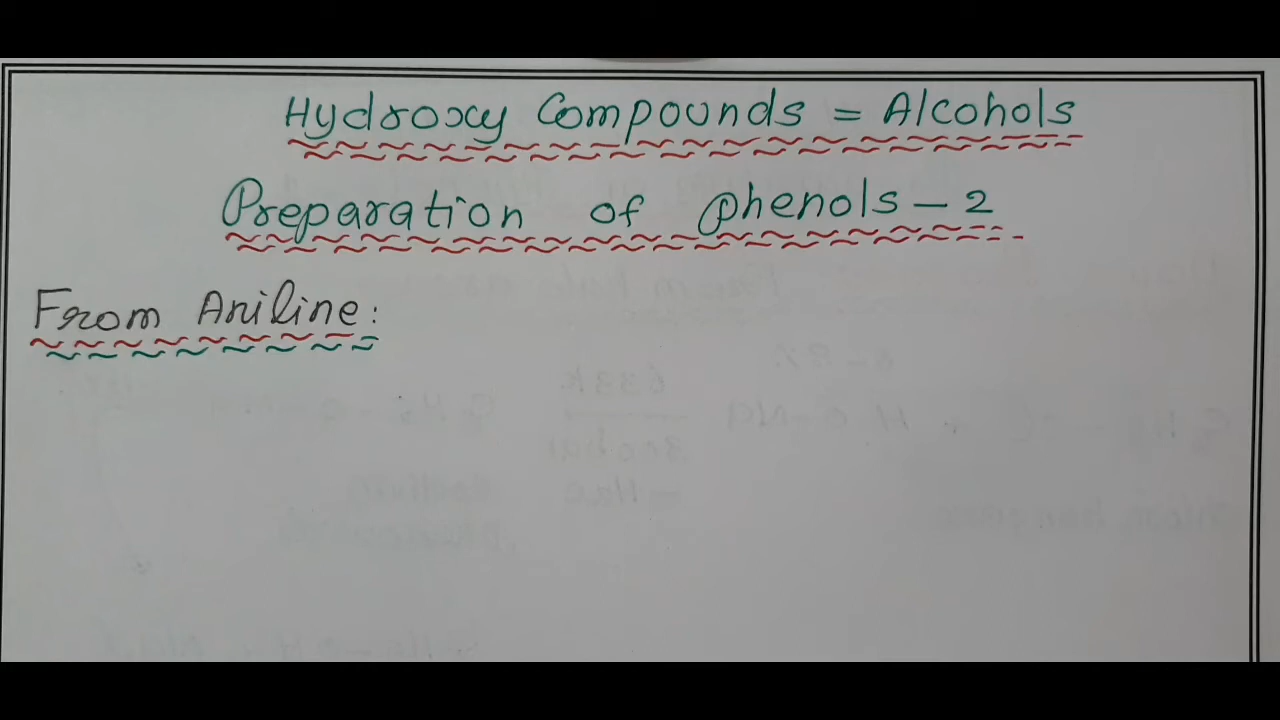 Hydroxy Compounds = Alcohols
Preparation of phenols - 2
From Aniline: